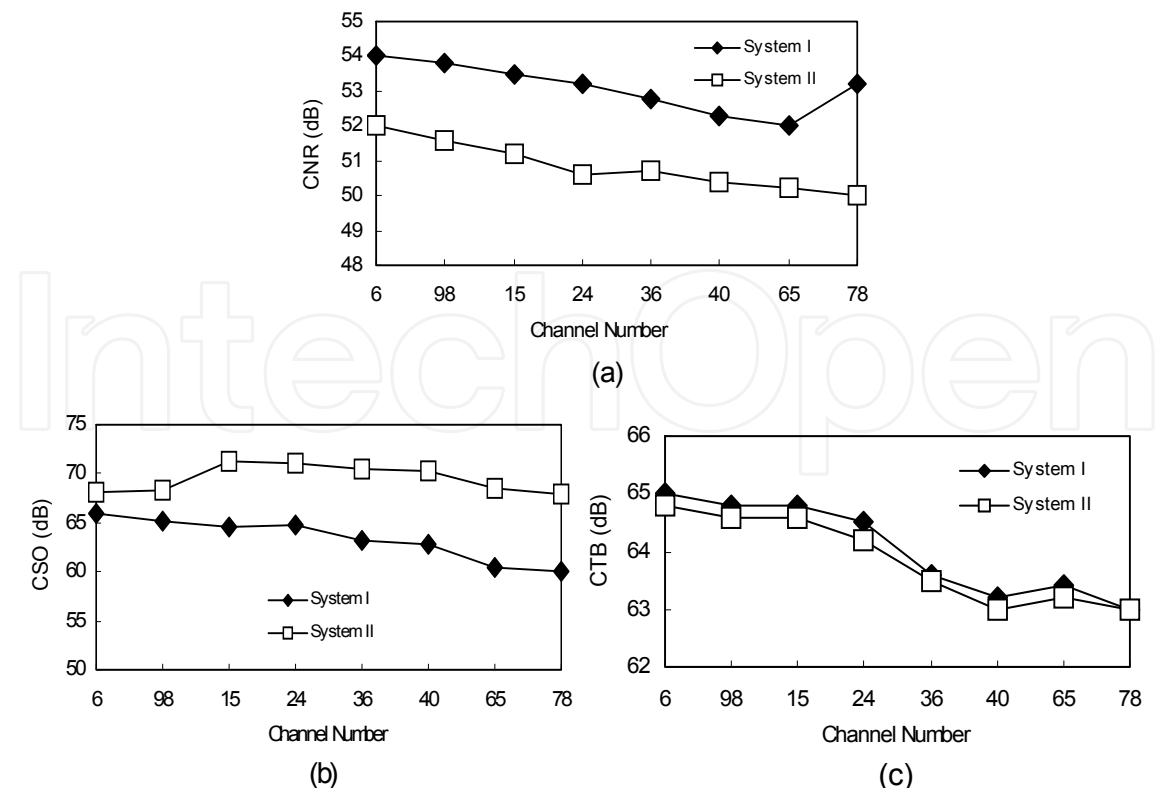 55
54
53
52
51
50
49
48
CNR (dB)
System I
System II
6 98 15 24 36 40 65 78
Channel Number
(a)
IntechOpen
75
70
65
60
55
50
CSO (dB)
System I
System II
6 98 15 24 36 40 65 78
Channel Number
(b)
66
65
64
63
62
CTB (dB)
System I
System II
6 98 15 24 36 40 65 78
Channel Number
(c)